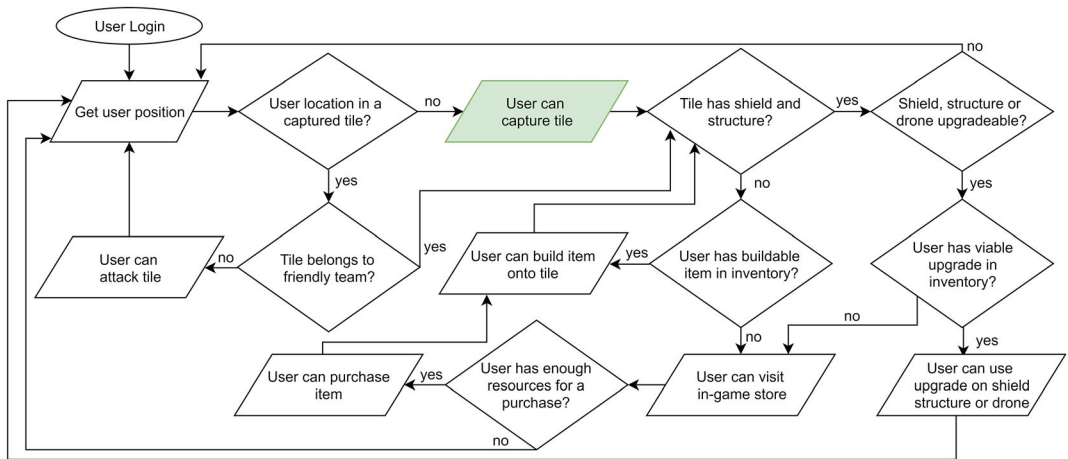 User Login
no
Get user position
User location in a
captured tile?
no
User can
capture tile
Tile has shield and
structure?
yes
Shield, structure or
drone upgradeable?
yes
no
yes
User can
attack tile
no
Tile belongs to
friendly team?
yes
User can build item
onto tile
yes
User has buildable
item in inventory?
User has viable
upgrade in
inventory?
no
no
yes
User can purchase
item
yes
User has enough
resources for a
purchase?
User can visit
in-game store
User can use
upgrade on shield
structure or drone
no